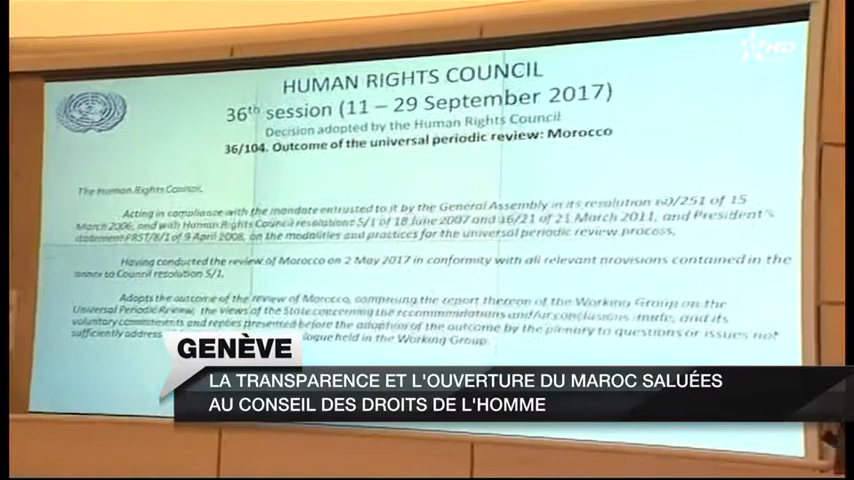 HD
HUMAN RIGHTS COUNCIL
36th session (11 – 29 September 2017)
Decision adopted by the Human Rights Council
36/104. Outcome of the universal periodic review: Morocco
The Human Rights Council,
Acting in compliance with the mandate entrusted to it by the General Assembly in its resolution 60/251 of 15
March 2006, and with Human Rights Council resolutions 5/1 of 18 June 2007 and 16/21 of 21 March 2011, and President's
statement PRST/8/1 of 9 April 2008, on the modalities and practices for the universal periodic review process,
Having conducted the review of Morocco on 2 May 2017 in conformity with all relevant provisions contained in the
annex to Council resolution 5/1,
Adopts the outcome of the review of Morocco, comprising the report thereon of the Working Group on the
Universal Periodic Review, the views of the State concerning the recommendations and/or conclusions made, and its
voluntary commitments and replies presented before the adoption of the outcome by the plenary to questions or issues not
sufficiently address logue held in the Working Group.
GENÈVE
LA TRANSPARENCE ET L'OUVERTURE DU MAROC SALUÉES
AU CONSEIL DES DROITS DE L'HOMME